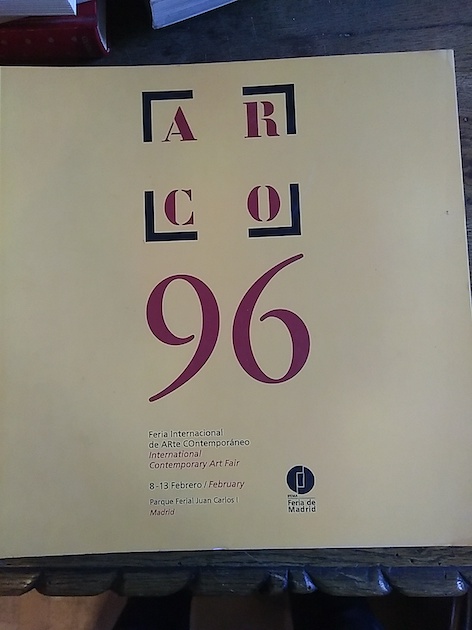 A R
C O
96
Feria Internacional
de ARte COntemporáneo
International
Contemporary Art Fair
8-13 Febrero / February
Parque Ferial Juan Carlos I
Madrid
Feria de
Madrid